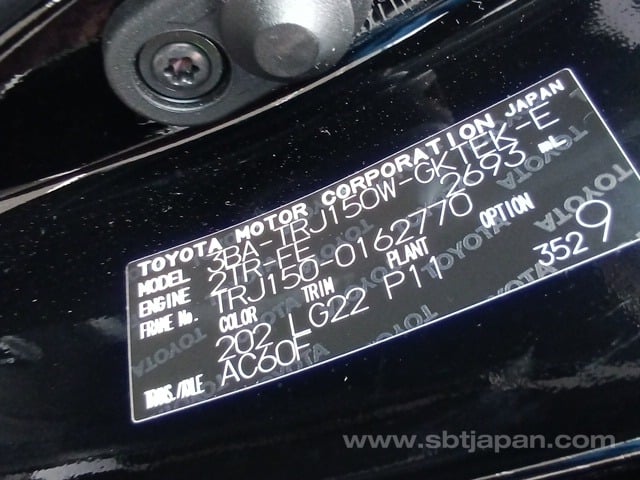 TOYOTA MOTOR CORPORATION JAPAN
MODEL 3BA-TRJ150W-GKTEK-E
ENGINE 2TR-FE 2693 mL
FRAME No. TRJ150-0162770
COLOR TRIM PLANT OPTION
202 LG22 P11 3529
TRANS./AXLE AC60F
www.sbtjapan.com